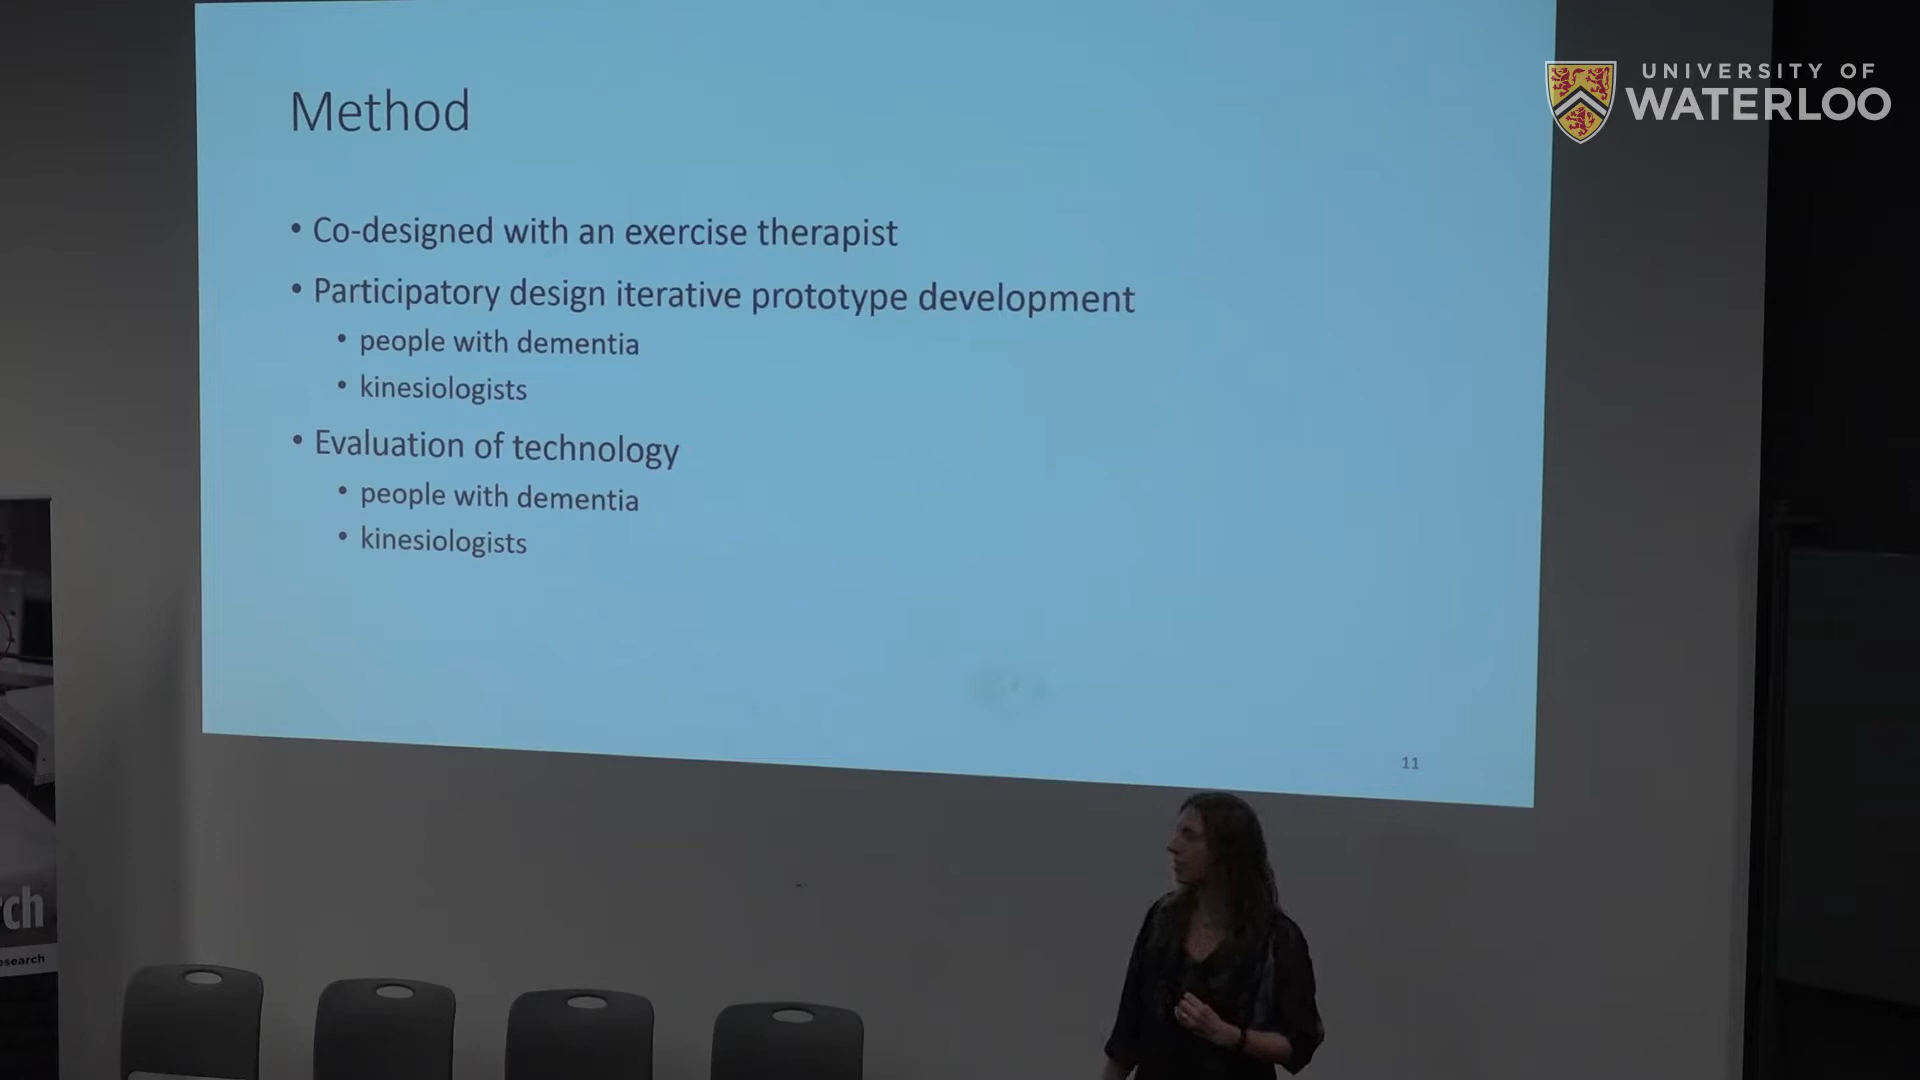 UNIVERSITY OF
WATERLOO
Method
• Co-designed with an exercise therapist
• Participatory design iterative prototype development
• people with dementia
• kinesiologists
• Evaluation of technology
• people with dementia
• kinesiologists
11
rch
esearch